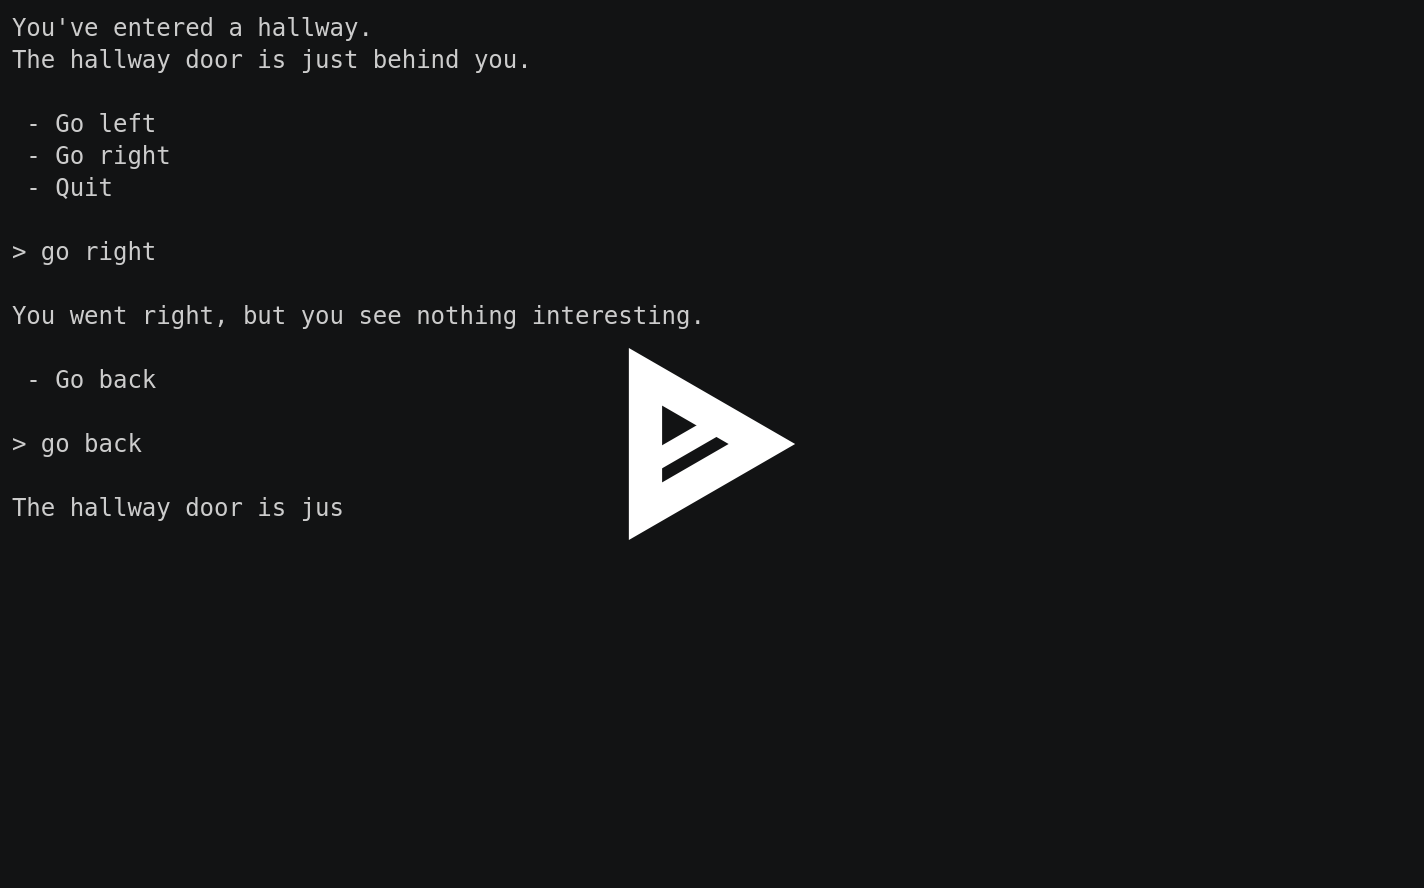 You've entered a hallway.
The hallway door is just behind you.
- Go left
- Go right
- Quit
> go right
You went right, but you see nothing interesting.
- Go back
> go back
The hallway door is jus